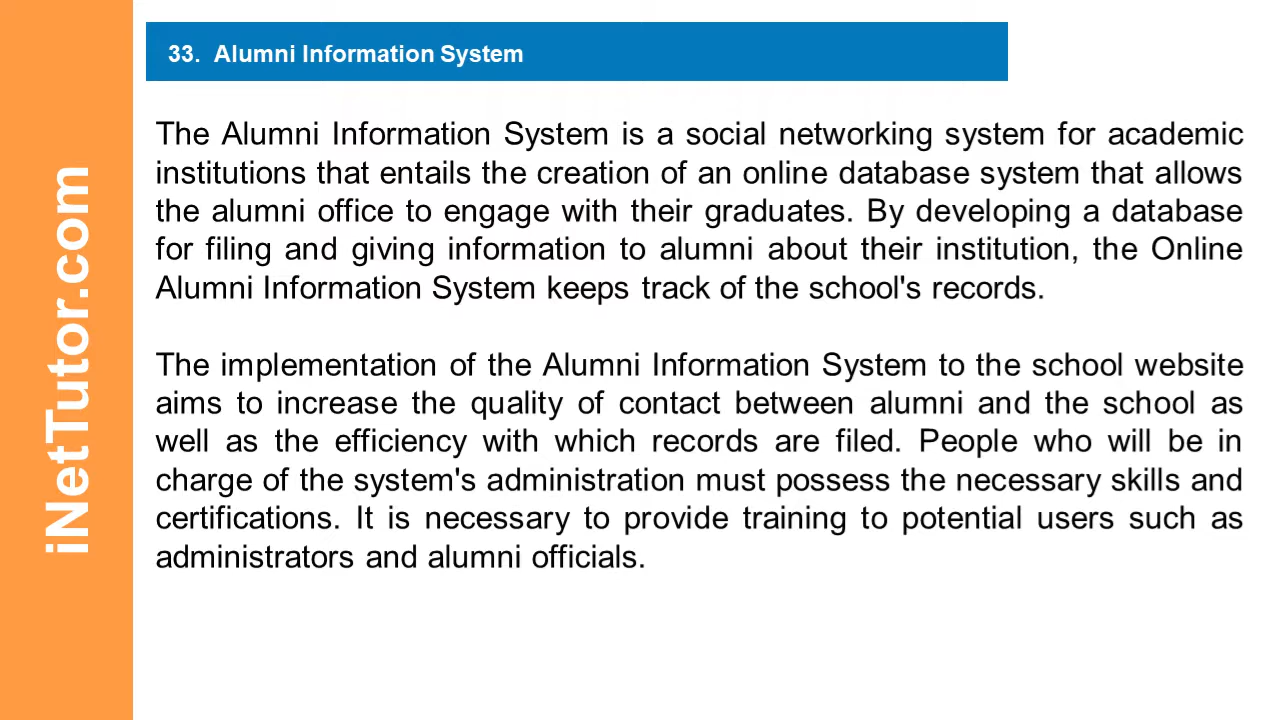 33. Alumni Information System
The Alumni Information System is a social networking system for academic
institutions that entails the creation of an online database system that allows
the alumni office to engage with their graduates. By developing a database
for filing and giving information to alumni about their institution, the Online
Alumni Information System keeps track of the school's records.
The implementation of the Alumni Information System to the school website
aims to increase the quality of contact between alumni and the school as
well as the efficiency with which records are filed. People who will be in
charge of the system's administration must possess the necessary skills and
certifications. It is necessary to provide training to potential users such as
administrators and alumni officials.
iNetTutor.com